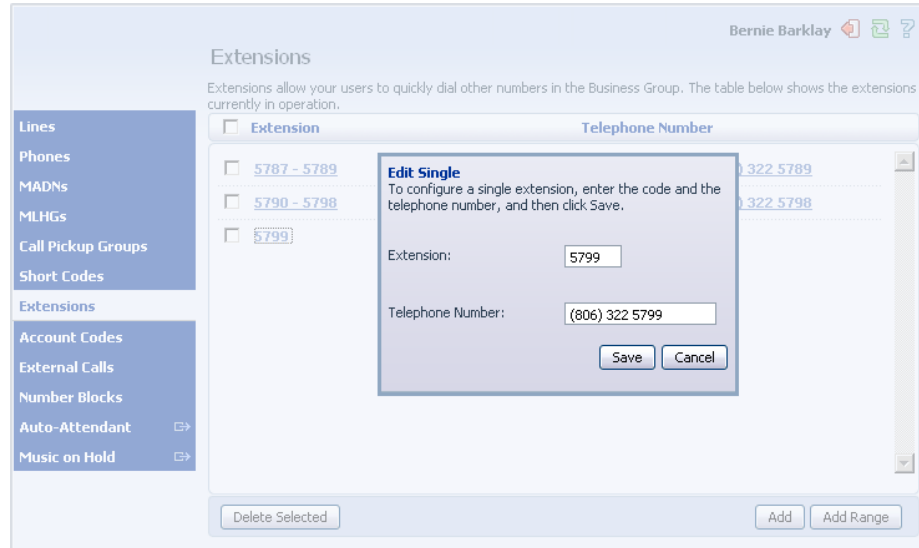 Bernie Barklay
Extensions
Extensions allow your users to quickly dial other numbers in the Business Group. The table below shows the extensions
currently in operation.
Lines
Phones
MADNs
MLHGs
Call Pickup Groups
Short Codes
Extensions
Account Codes
External Calls
Number Blocks
Auto-Attendant
Music on Hold
Extension Telephone Number
5787 - 5789 ) 322 5789
5790 - 5798 ) 322 5798
5799
Edit Single
To configure a single extension, enter the code and the
telephone number, and then click Save.
Extension: 5799
Telephone Number: (806) 322 5799
Save Cancel
Delete Selected Add Add Range